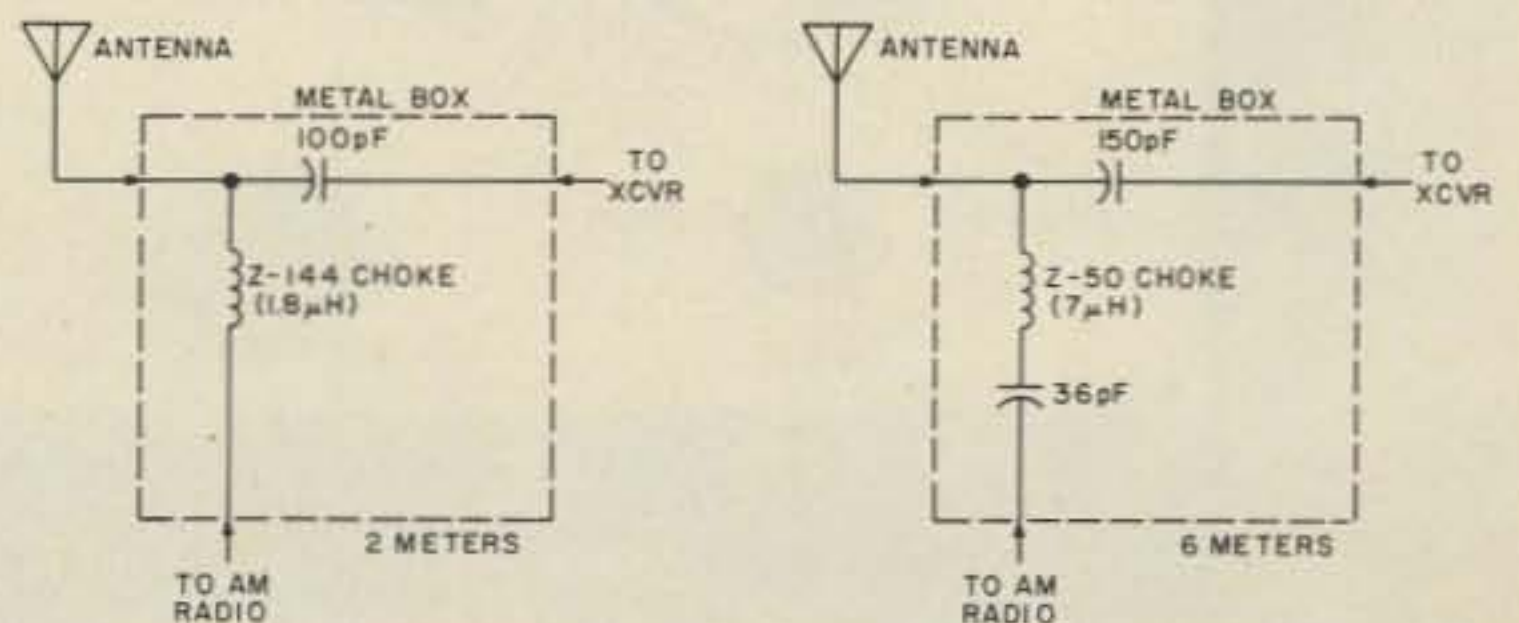 ANTENNA
METAL BOX
100pF
TO
XCVR
Z-144 CHOKE
(1.8µH)
2 METERS
TO AM
RADIO
ANTENNA
METAL BOX
150pF
TO
XCVR
Z-50 CHOKE
(7µH)
36pF
6 METERS
TO AM
RADIO